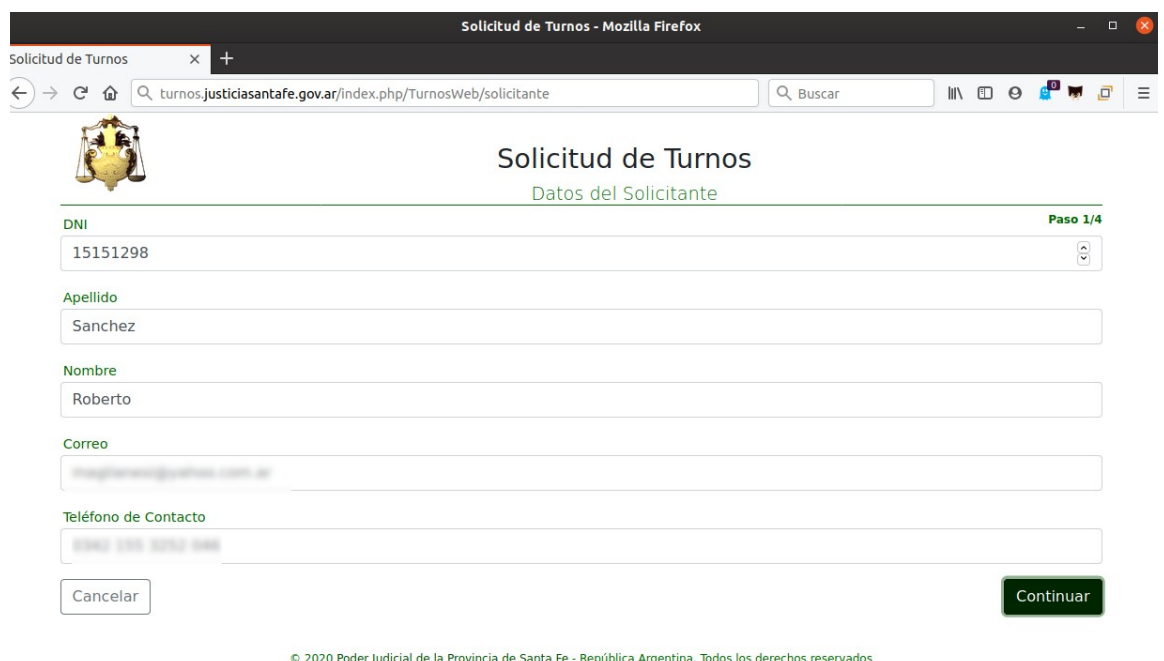 Solicitud de Turnos - Mozilla Firefox
Solicitud de Turnos
turnos.justiciasantafe.gov.ar/index.php/TurnosWeb/solicitante
Buscar
0
Solicitud de Turnos
Datos del Solicitante
Paso 1/4
DNI
15151298
Apellido
Sanchez
Nombre
Roberto
Correo
Teléfono de Contacto
Cancelar
Continuar
© 2020 Poder Judicial de la Provincia de Santa Fe - República Argentina. Todos los derechos reservados.